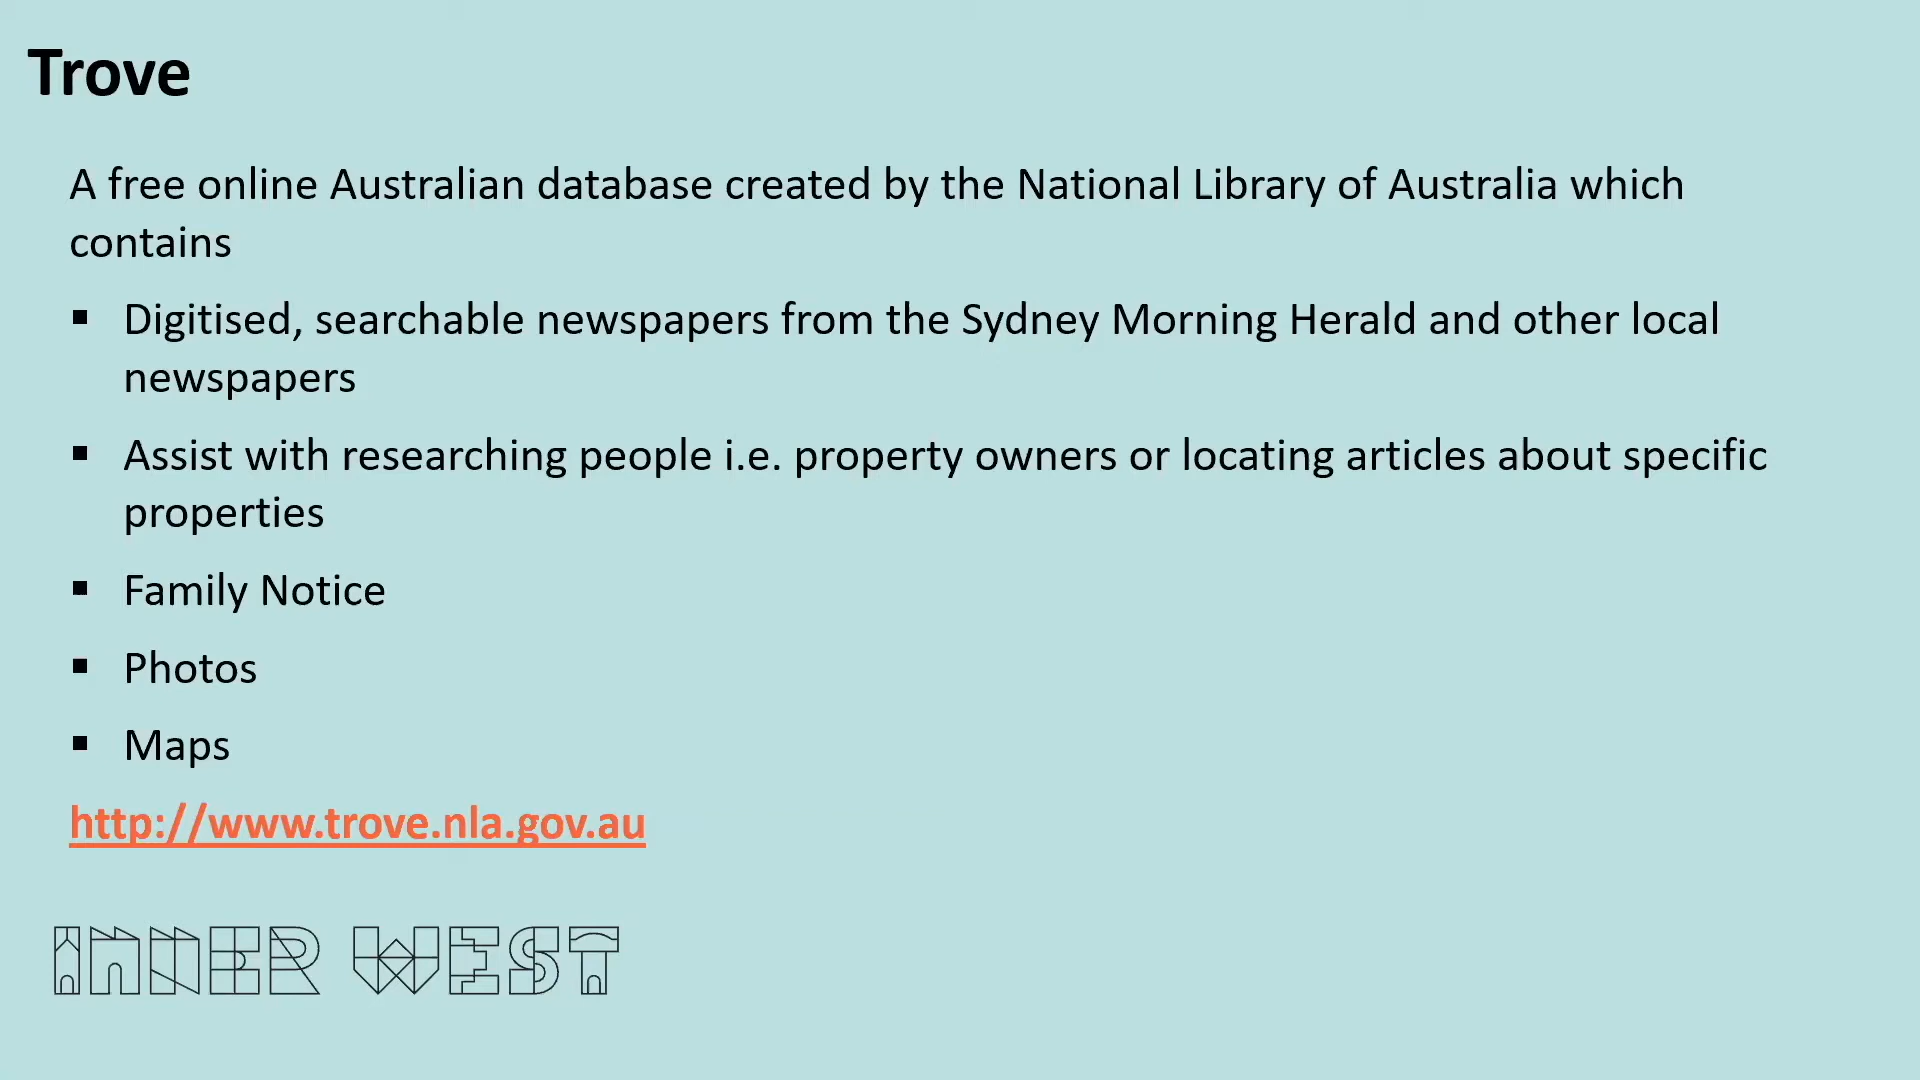 Trove
A free online Australian database created by the National Library of Australia which
contains
▪ Digitised, searchable newspapers from the Sydney Morning Herald and other local
newspapers
▪ Assist with researching people i.e. property owners or locating articles about specific
properties
▪ Family Notice
▪ Photos
▪ Maps
http://www.trove.nla.gov.au
INNER WEST